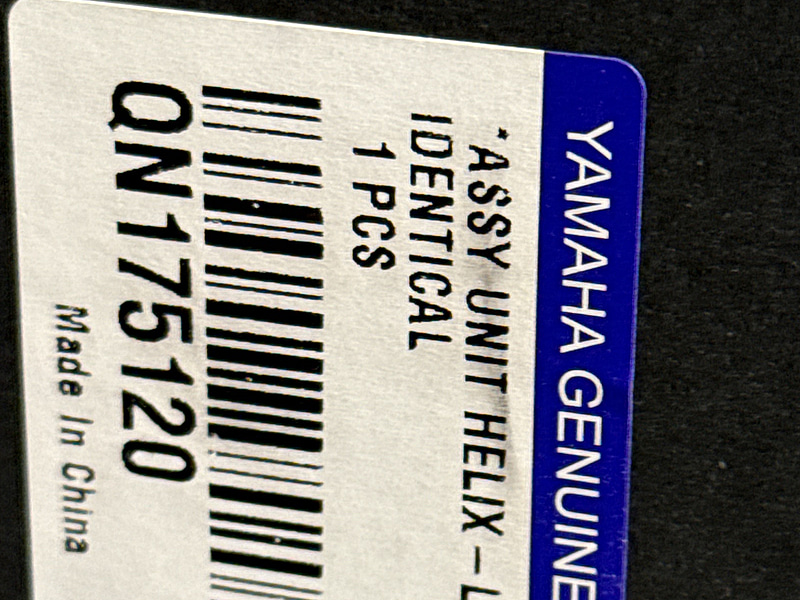 YAMAHA GENUINE
*ASSY UNIT HELIX-L
IDENTICAL
1 PCS
QN175120
Made In China